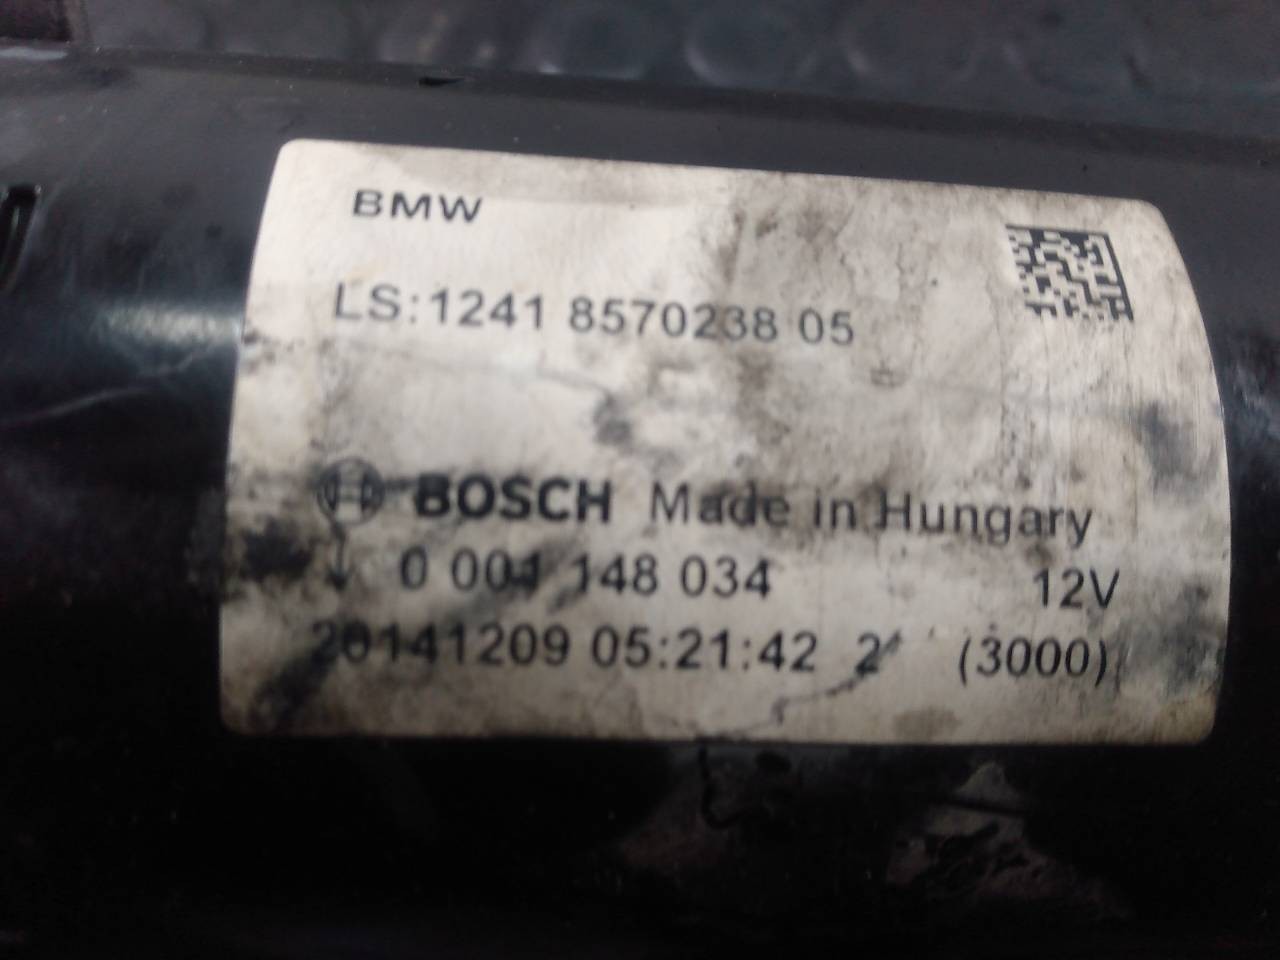 BMW
LS:1241 8570238 05
BOSCH Made in Hungary
0 001 148 034 12V
20141209 05:21:42 (3000)